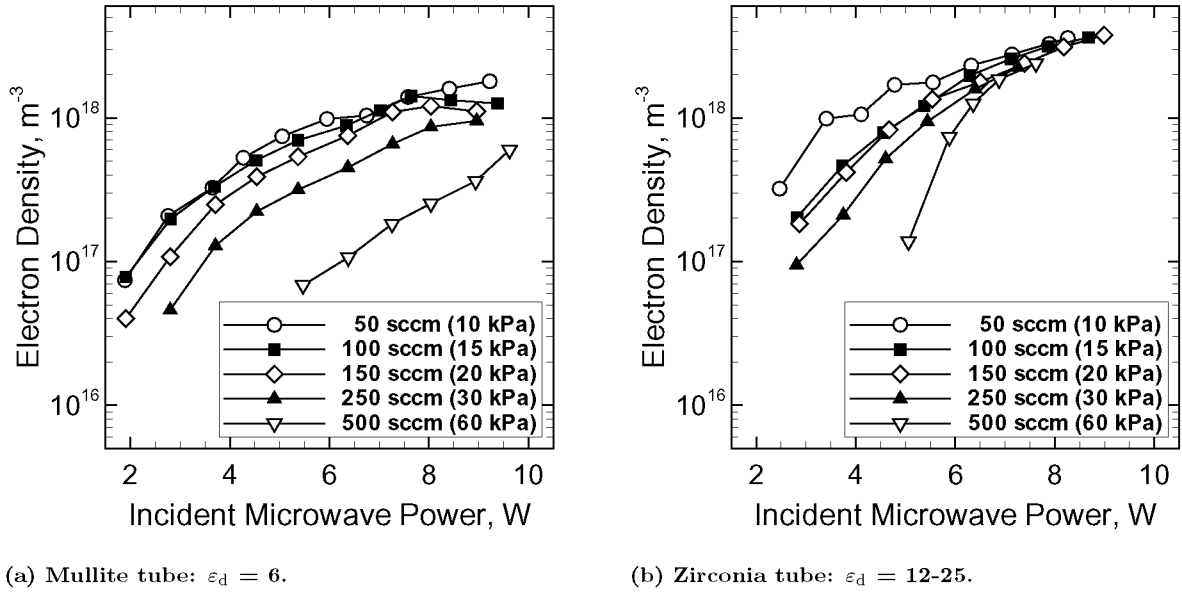 Electron Density, m⁻³
10¹⁸
10¹⁷
10¹⁶
50 sccm (10 kPa)
100 sccm (15 kPa)
150 sccm (20 kPa)
250 sccm (30 kPa)
500 sccm (60 kPa)
2 4 6 8 10
Incident Microwave Power, W
(a) Mullite tube: εd = 6.
Electron Density, m⁻³
10¹⁸
10¹⁷
10¹⁶
50 sccm (10 kPa)
100 sccm (15 kPa)
150 sccm (20 kPa)
250 sccm (30 kPa)
500 sccm (60 kPa)
2 4 6 8 10
Incident Microwave Power, W
(b) Zirconia tube: εd = 12-25.